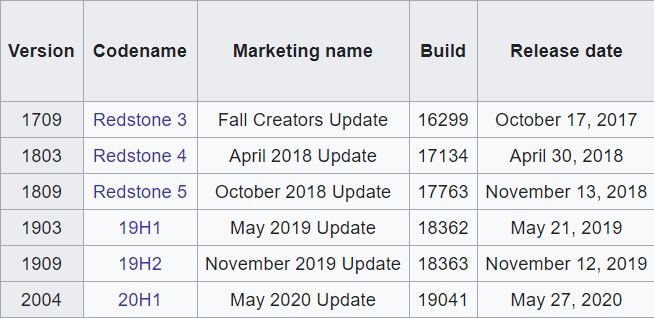 Version Codename Marketing name Build Release date
1709 Redstone 3 Fall Creators Update 16299 October 17, 2017
1803 Redstone 4 April 2018 Update 17134 April 30, 2018
1809 Redstone 5 October 2018 Update 17763 November 13, 2018
1903 19H1 May 2019 Update 18362 May 21, 2019
1909 19H2 November 2019 Update 18363 November 12, 2019
2004 20H1 May 2020 Update 19041 May 27, 2020